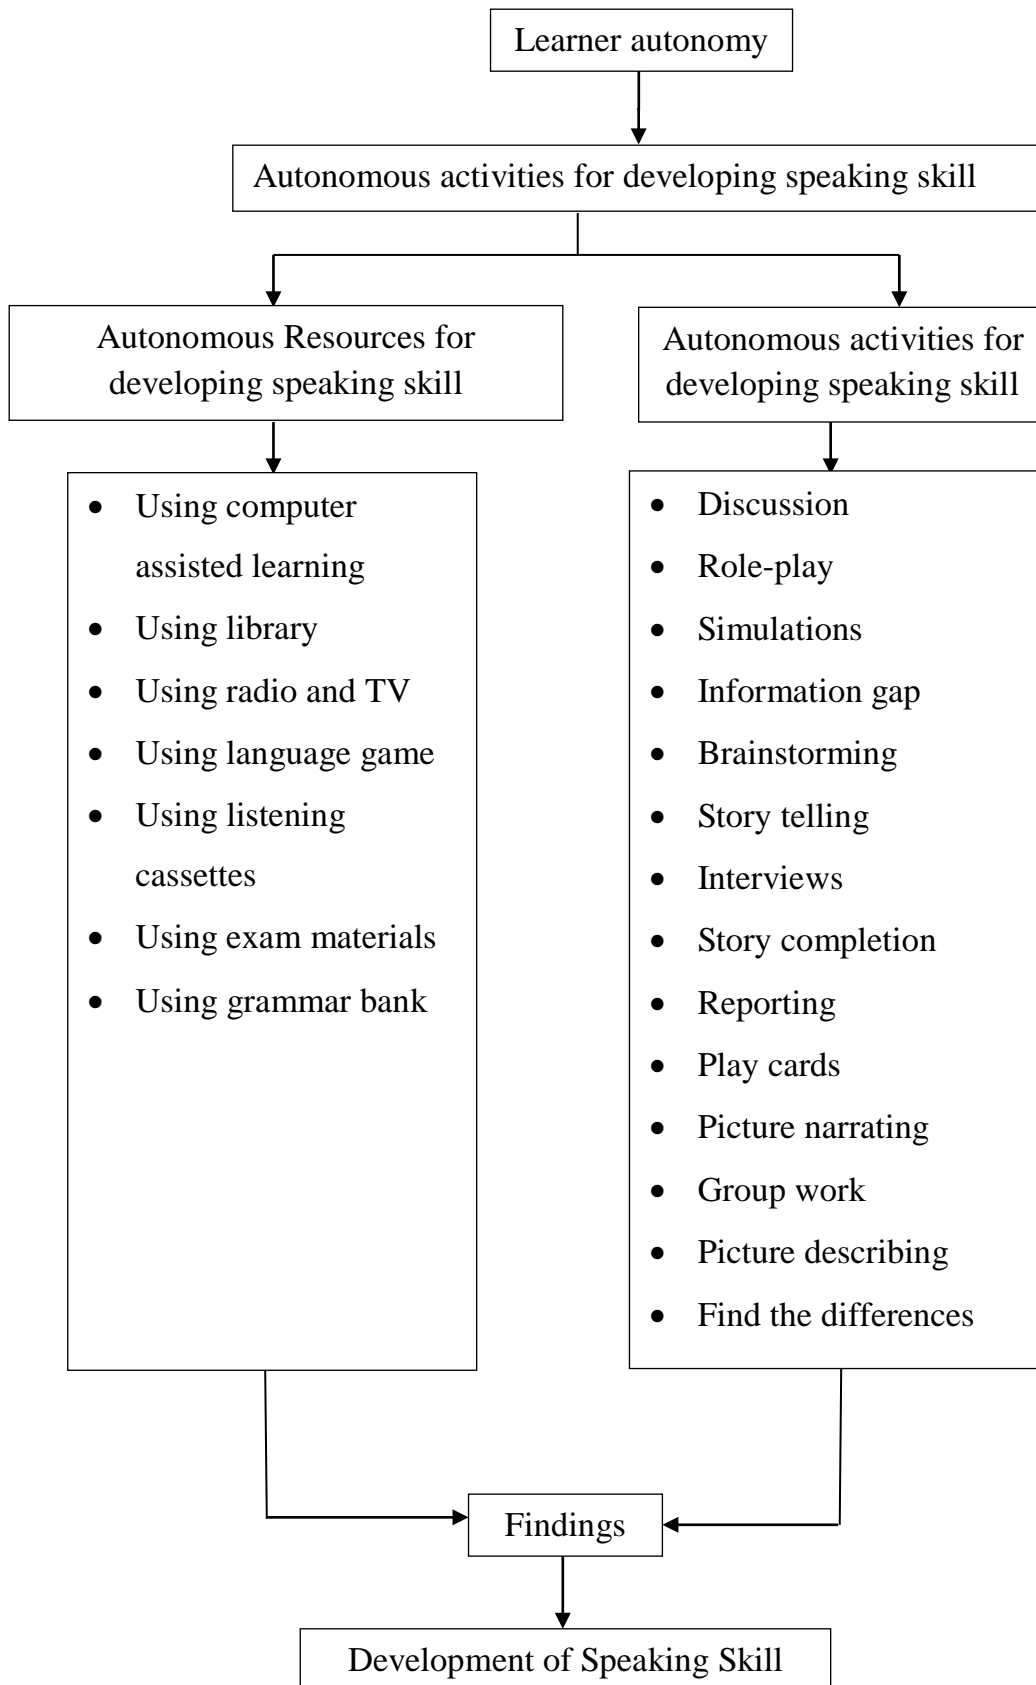 Learner autonomy
Autonomous activities for developing speaking skill
Autonomous Resources for
developing speaking skill
Autonomous activities for
developing speaking skill
• Using computer
assisted learning
• Using library
• Using radio and TV
• Using language game
• Using listening
cassettes
• Using exam materials
• Using grammar bank
• Discussion
• Role-play
• Simulations
• Information gap
• Brainstorming
• Story telling
• Interviews
• Story completion
• Reporting
• Play cards
• Picture narrating
• Group work
• Picture describing
• Find the differences
Findings
Development of Speaking Skill